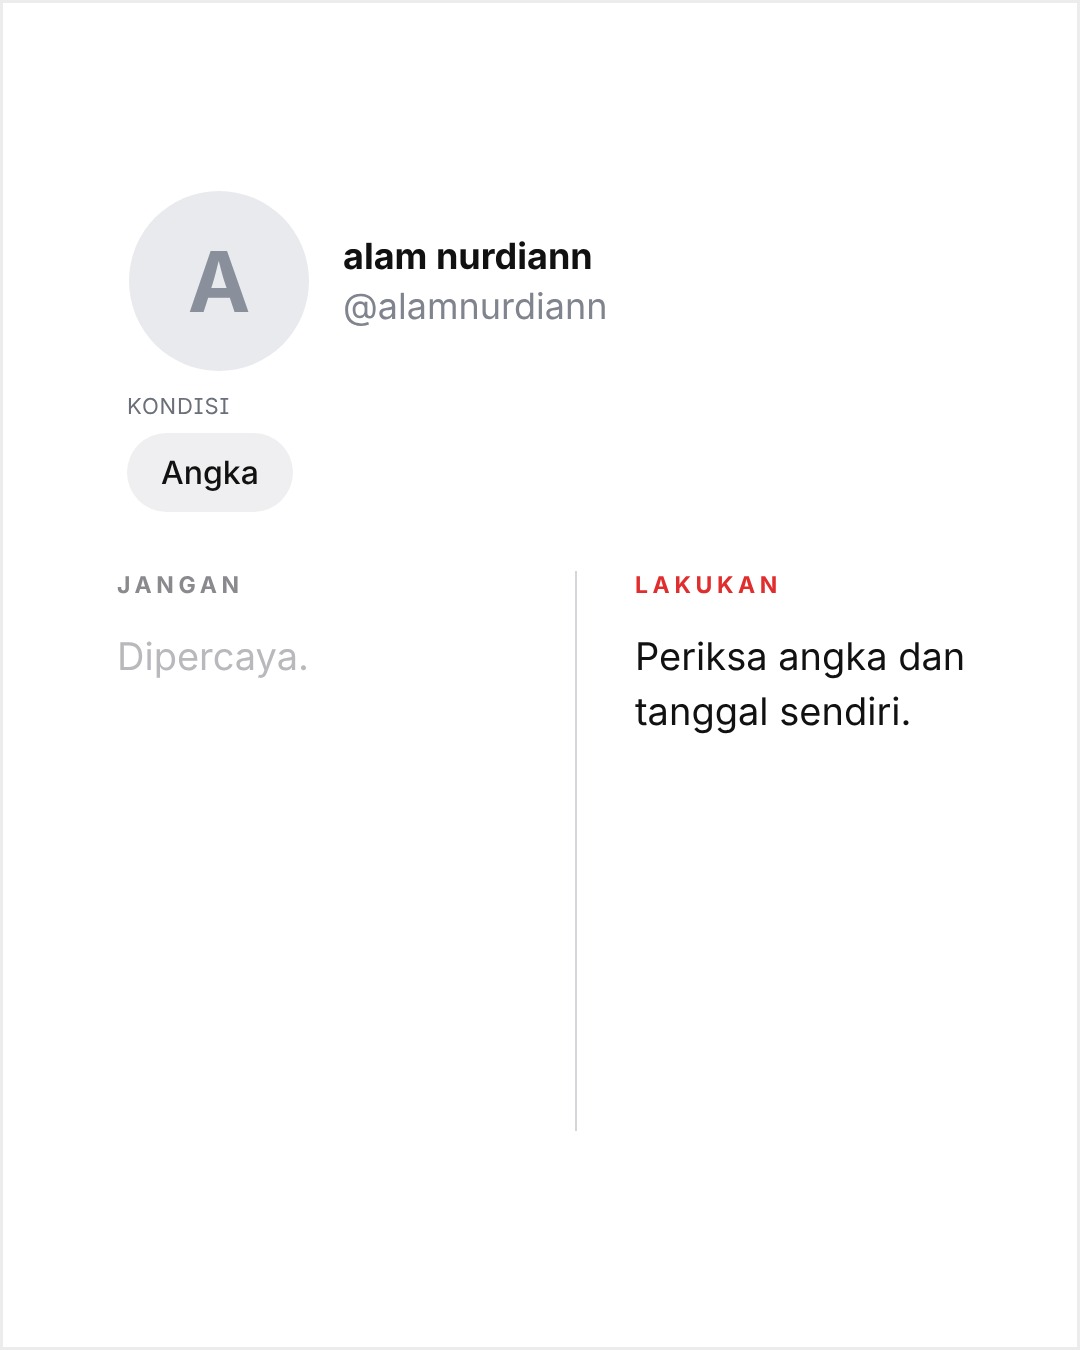 A
alam nurdiann
@alamnurdiann
KONDISI
Angka
JANGAN
Dipercaya.
LAKUKAN
Periksa angka dan
tanggal sendiri.